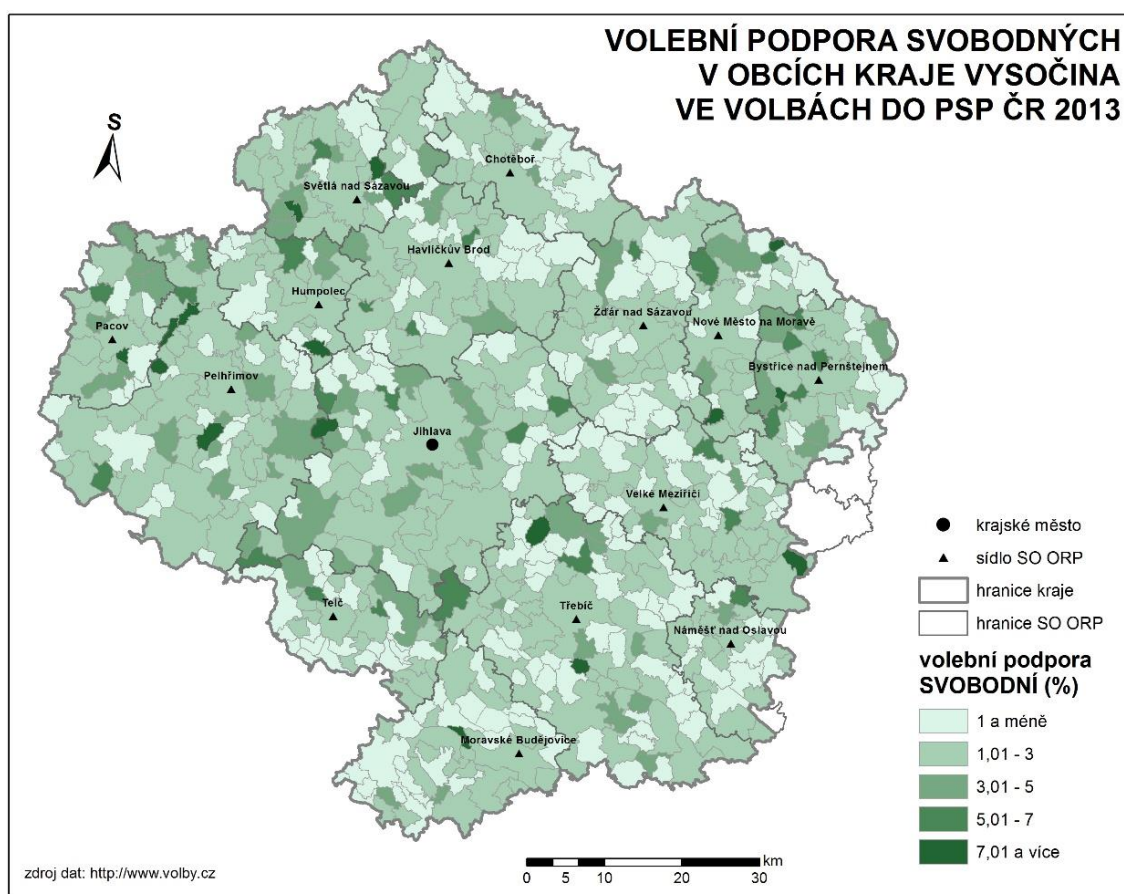 VOLEBNÍ PODPORA SVOBODNÝCH
V OBCÍCH KRAJE VYSOČINA
VE VOLBÁCH DO PSP ČR 2013
S
Chotěboř
Světlá nad Sázavou
Havlíčkův Brod
Humpolec
Pacov
Žďár nad Sázavou
Nové Město na Moravě
Pelhřimov
Bystřice nad Pernštejnem
Jihlava
Velké Meziříčí
Telč
Třebíč
Náměšť nad Oslavou
Moravské Budějovice
krajské město
sídlo SO ORP
hranice kraje
hranice SO ORP
volební podpora
SVOBODNÍ (%)
1 a méně
1,01 - 3
3,01 - 5
5,01 - 7
7,01 a více
zdroj dat: http://www.volby.cz
km
0 5 10 20 30